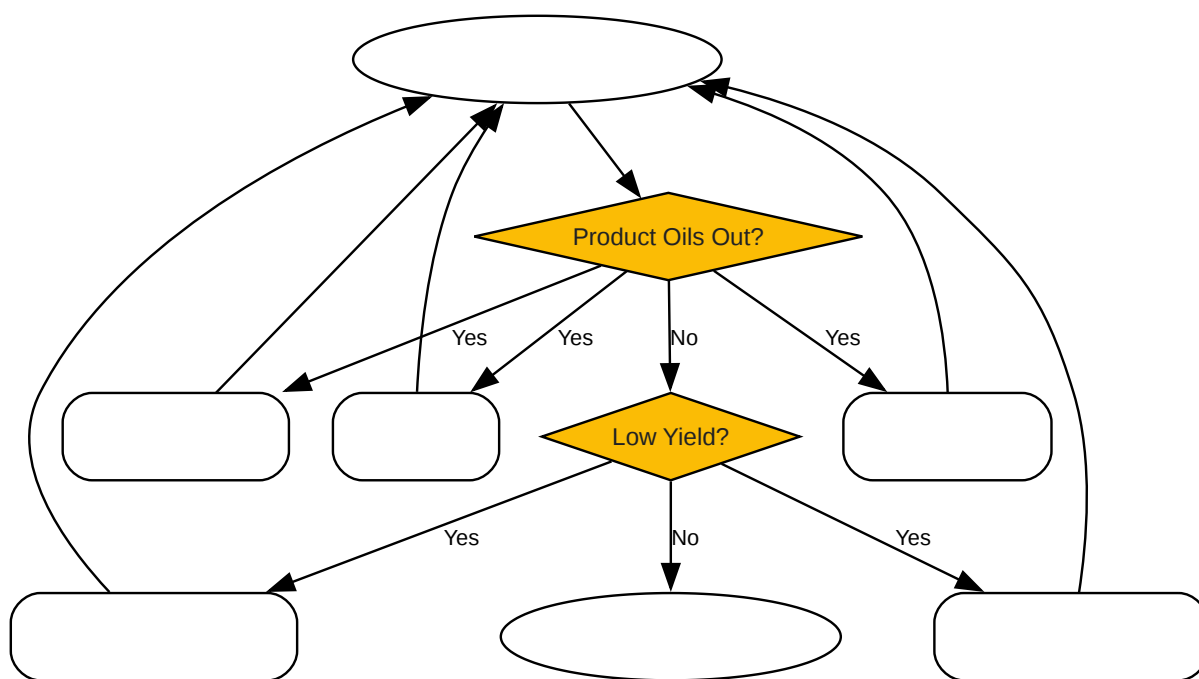 Product Oils Out?
Yes
Yes
No
Yes
Low Yield?
Yes
No
Yes